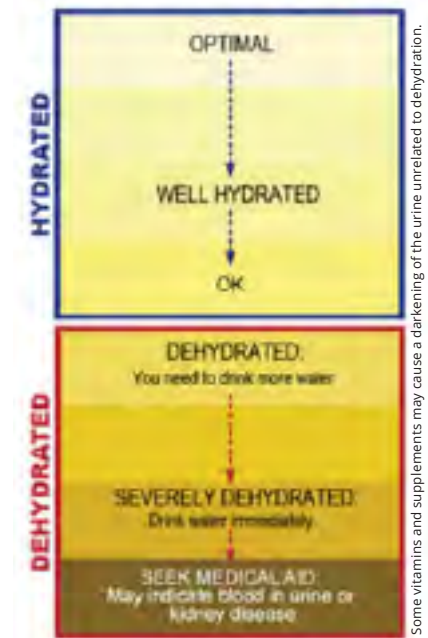 HYDRATED
OPTIMAL
WELL HYDRATED
OK
DEHYDRATED
DEHYDRATED:
You need to drink more water
SEVERELY DEHYDRATED:
Drink water immediately
SEEK MEDICAL AID:
May indicate blood in urine or
kidney disease
Some vitamins and supplements may cause a darkening of the urine unrelated to dehydration.